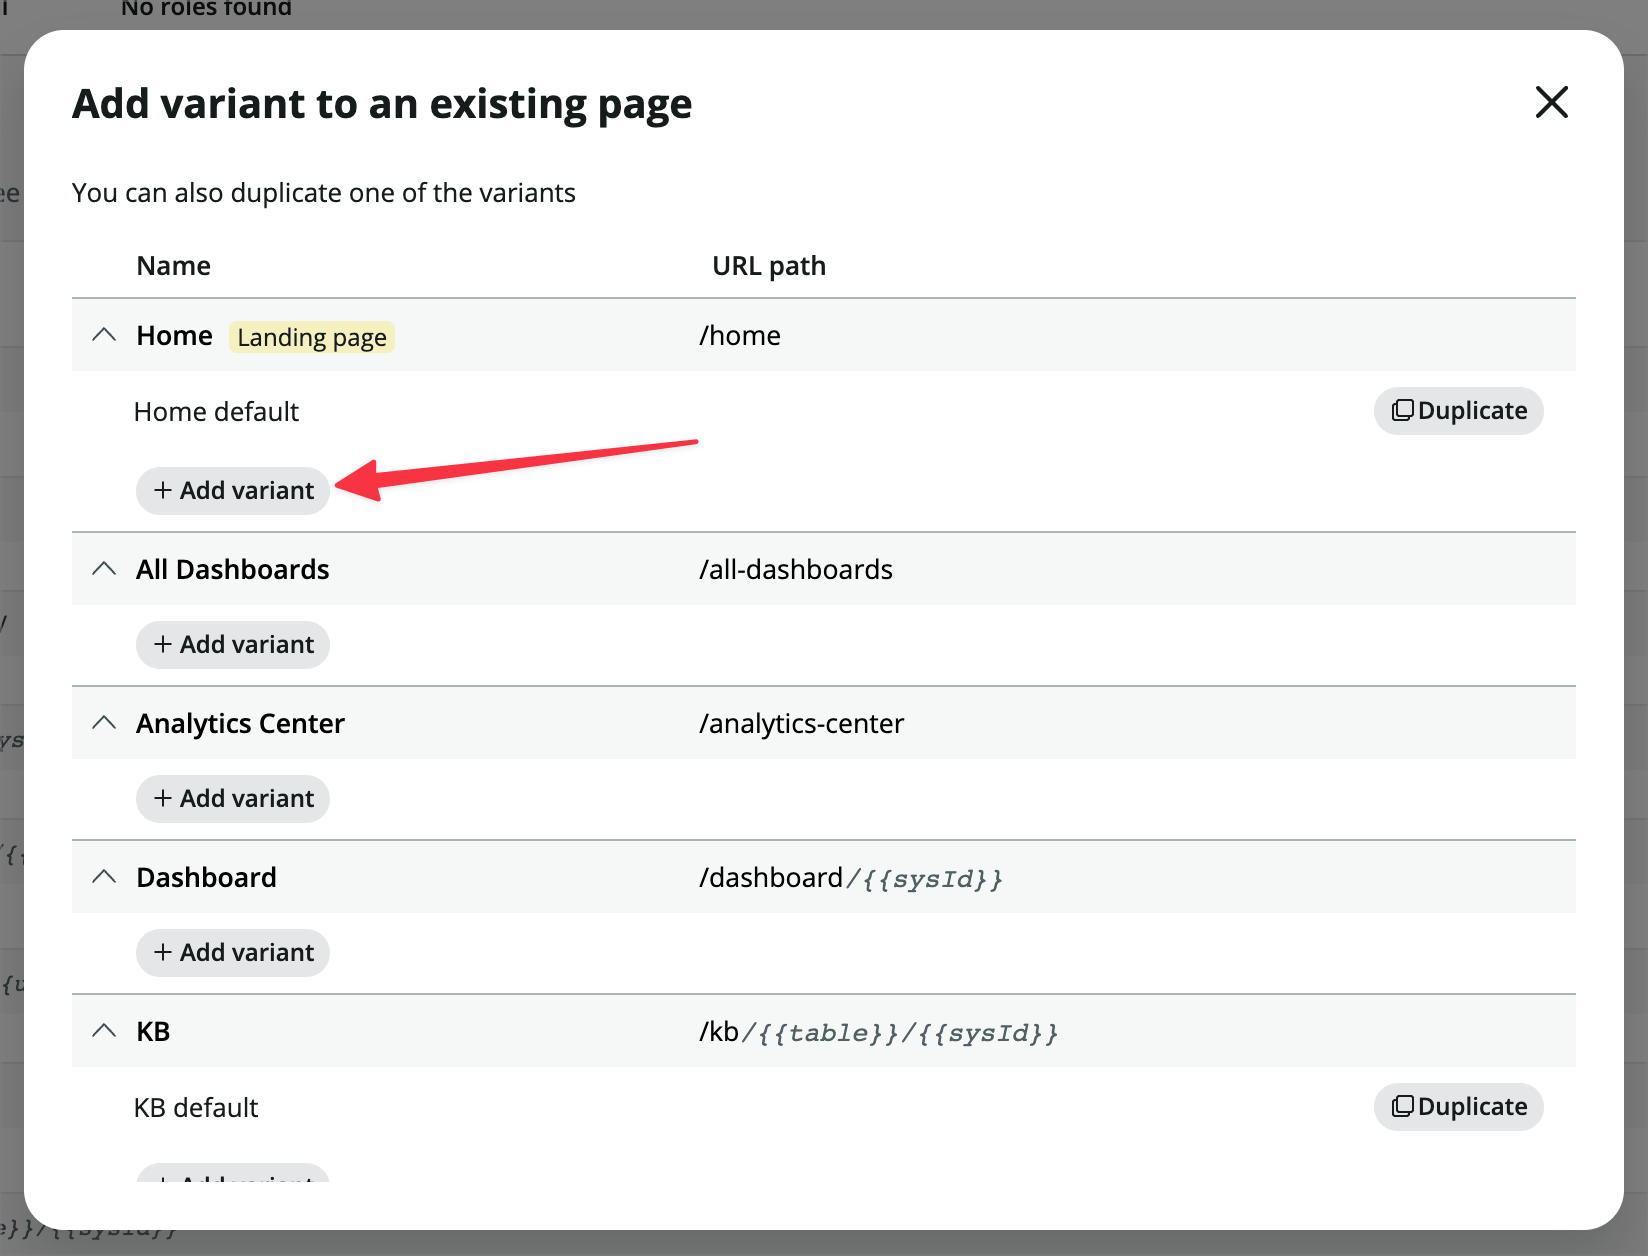 No roles found
Add variant to an existing page
You can also duplicate one of the variants
Name URL path
Home Landing page /home
Home default Duplicate
+ Add variant
All Dashboards /all-dashboards
+ Add variant
Analytics Center /analytics-center
+ Add variant
Dashboard /dashboard/{{sysId}}
+ Add variant
KB /kb/{{table}}/{{sysId}}
KB default Duplicate
+ Add variant
e}}/{{sysId}}